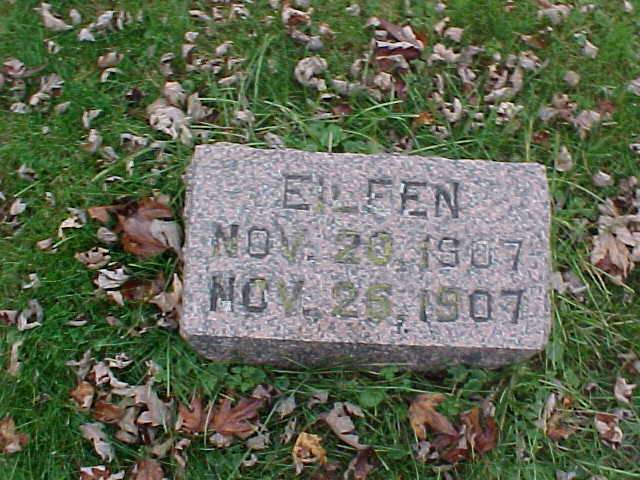 EILEEN
NOV. 20, 1907
NOV. 26, 1907